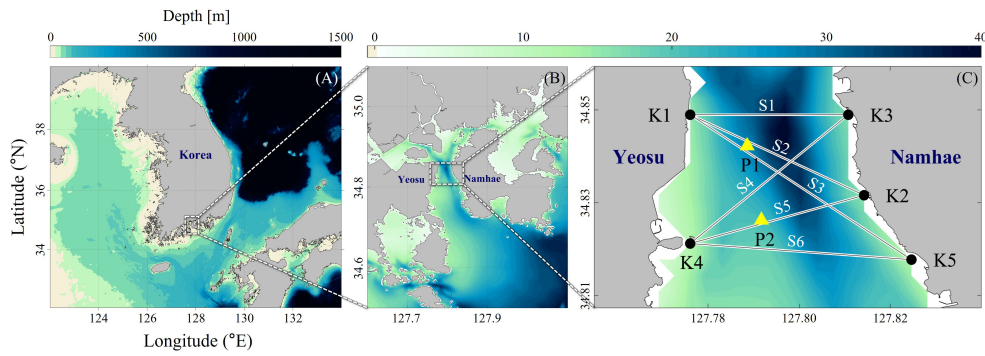 Depth [m]
0 500 1000 1500
0 10 20 30 40
(A)
Korea
38
36
34
124 126 128 130 132
Latitude (°N)
Longitude (°E)
(B)
Yeosu
Namhae
35.0
34.8
34.6
127.7 127.9
(C)
K1
S1
K3
S2
P1
Yeosu
Namhae
S4
S3
K2
S5
P2
K4
S6
K5
34.85
34.83
34.81
127.78 127.80 127.82